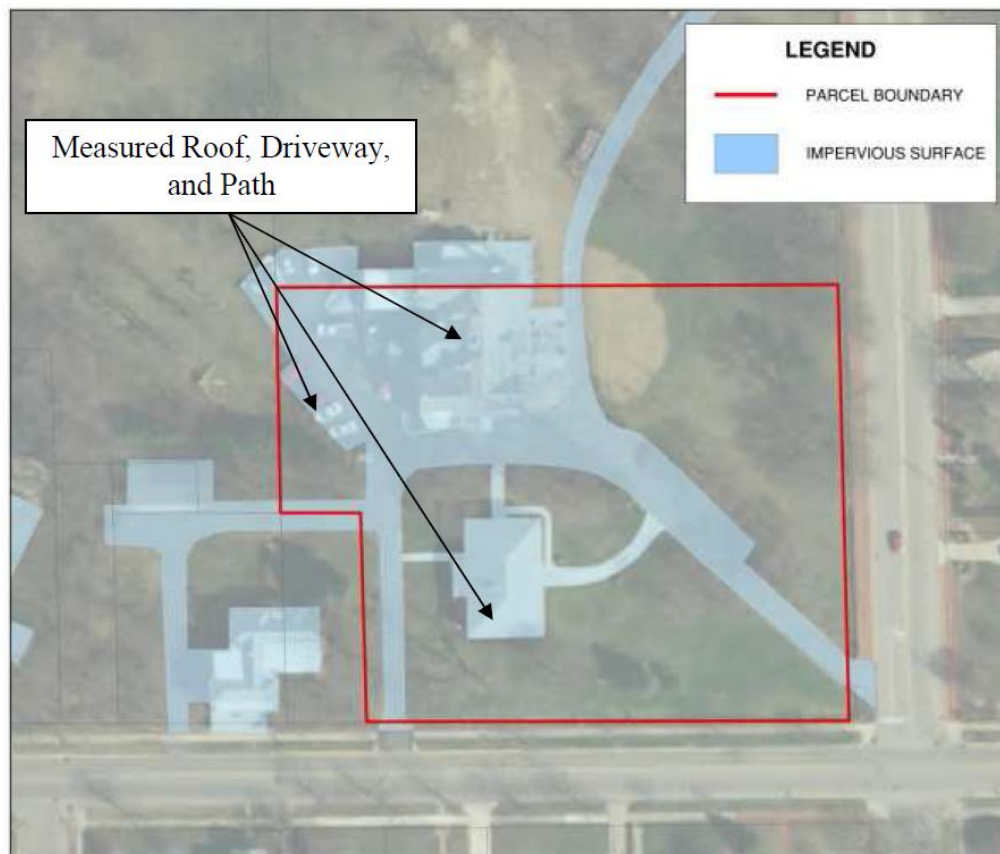 LEGEND
PARCEL BOUNDARY
IMPERVIOUS SURFACE
Measured Roof, Driveway,
and Path